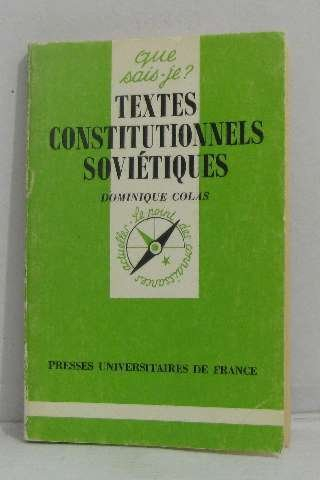 que
sais-je?
TEXTES
CONSTITUTIONNELS
SOVIÉTIQUES
DOMINIQUE COLAS
Le point des connaissances actuelles
PRESSES UNIVERSITAIRES DE FRANCE